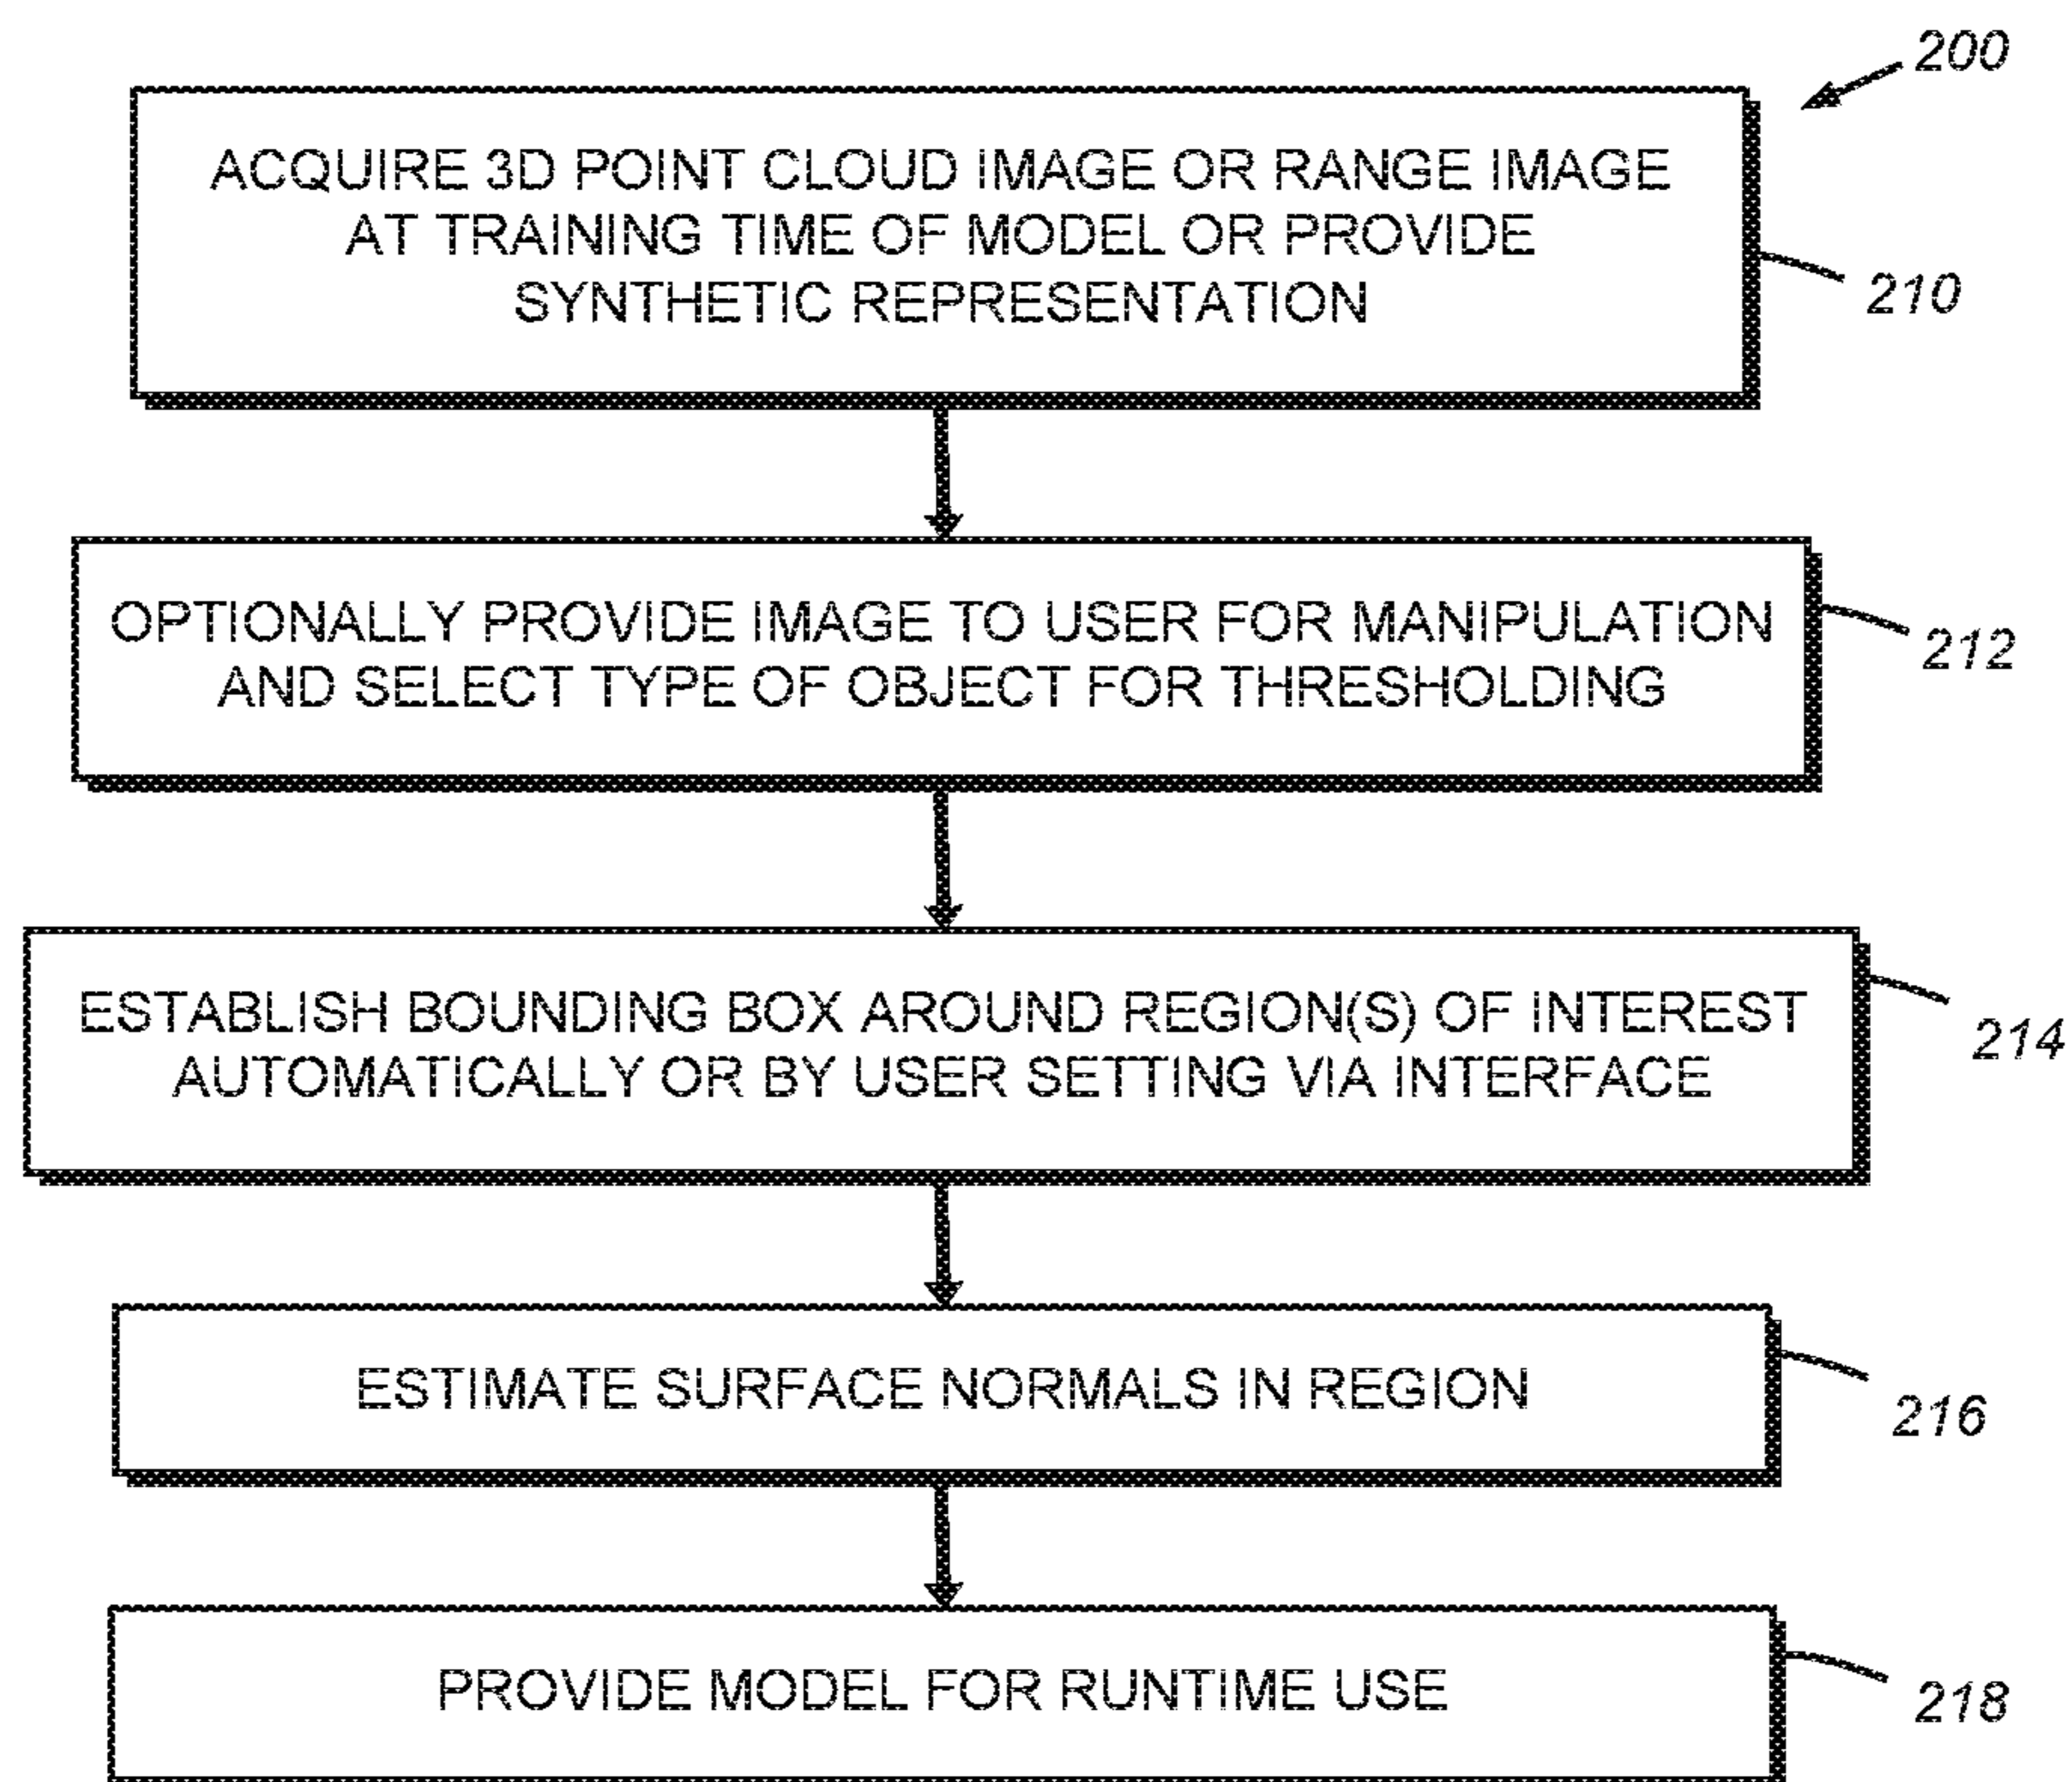 200
ACQUIRE 3D POINT CLOUD IMAGE OR RANGE IMAGE
AT TRAINING TIME OF MODEL OR PROVIDE
SYNTHETIC REPRESENTATION
210
OPTIONALLY PROVIDE IMAGE TO USER FOR MANIPULATION
AND SELECT TYPE OF OBJECT FOR THRESHOLDING
212
ESTABLISH BOUNDING BOX AROUND REGION(S) OF INTEREST
AUTOMATICALLY OR BY USER SETTING VIA INTERFACE
214
ESTIMATE SURFACE NORMALS IN REGION
216
PROVIDE MODEL FOR RUNTIME USE
218